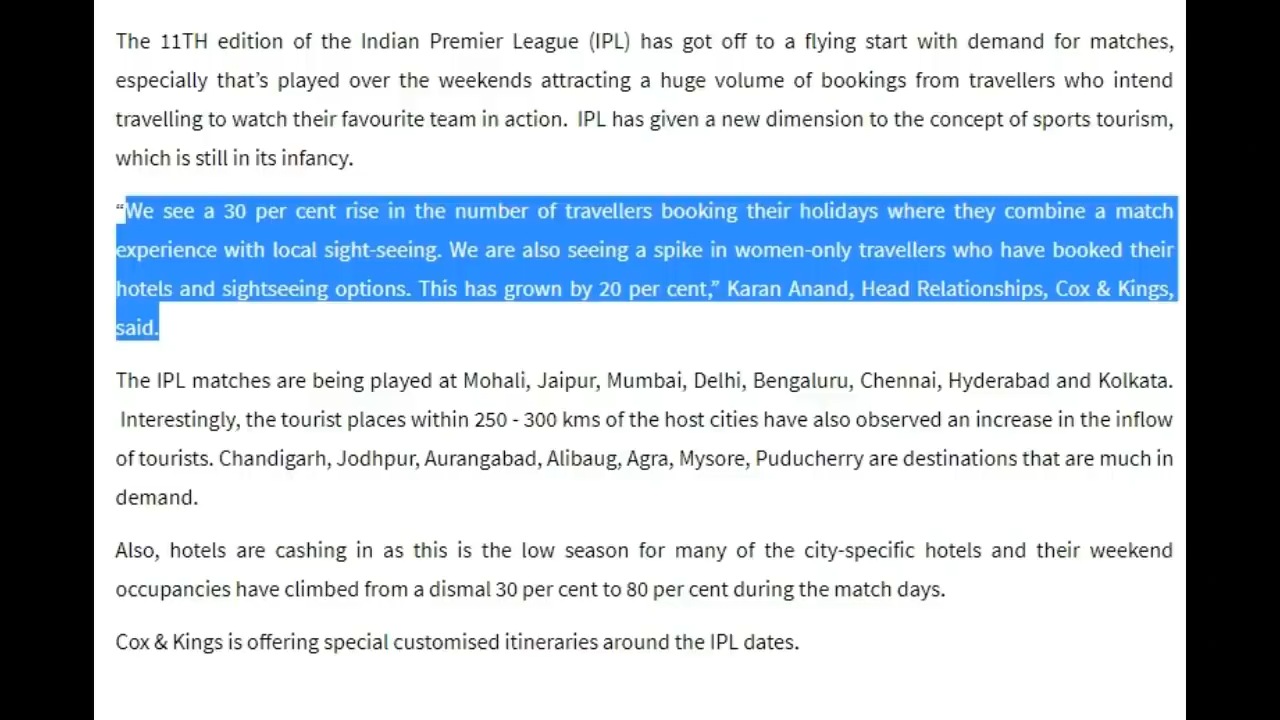 The 11TH edition of the Indian Premier League (IPL) has got off to a flying start with demand for matches,
especially that’s played over the weekends attracting a huge volume of bookings from travellers who intend
travelling to watch their favourite team in action.  IPL has given a new dimension to the concept of sports tourism,
which is still in its infancy.
“We see a 30 per cent rise in the number of travellers booking their holidays where they combine a match
experience with local sight-seeing. We are also seeing a spike in women-only travellers who have booked their
hotels and sightseeing options. This has grown by 20 per cent,” Karan Anand, Head Relationships, Cox & Kings,
said.
The IPL matches are being played at Mohali, Jaipur, Mumbai, Delhi, Bengaluru, Chennai, Hyderabad and Kolkata.
Interestingly, the tourist places within 250 - 300 kms of the host cities have also observed an increase in the inflow
of tourists. Chandigarh, Jodhpur, Aurangabad, Alibaug, Agra, Mysore, Puducherry are destinations that are much in
demand.
Also, hotels are cashing in as this is the low season for many of the city-specific hotels and their weekend
occupancies have climbed from a dismal 30 per cent to 80 per cent during the match days.
Cox & Kings is offering special customised itineraries around the IPL dates.